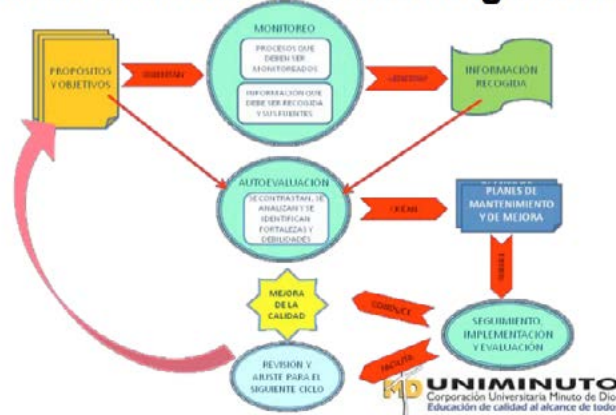 PROPÓSITOS
Y OBJETIVOS
ORIENTAN
MONITOREO
PROCESOS QUE
DEBEN SER
MONITOREADOS
INFORMACIÓN QUE
DEBE SER RECOGIDA
Y SUS FUENTES
INFORMACIÓN
RECOGIDA
AUTOEVALUACIÓN
SE CONTRASTAN, SE
ANALIZAN Y SE
IDENTIFICAN
FORTALEZAS Y
DEBILIDADES
PLANES DE
MANTENIMIENTO
Y DE MEJORA
MEJORA
DE LA
CALIDAD
CONDUCE
SEGUIMIENTO,
IMPLEMENTACIÓN
Y EVALUACIÓN
FACILITA
REVISIÓN Y
AJUSTE PARA EL
SIGUIENTE CICLO
UNIMINUTO
Corporación Universitaria Minuto de
Educación de calidad al alcance de